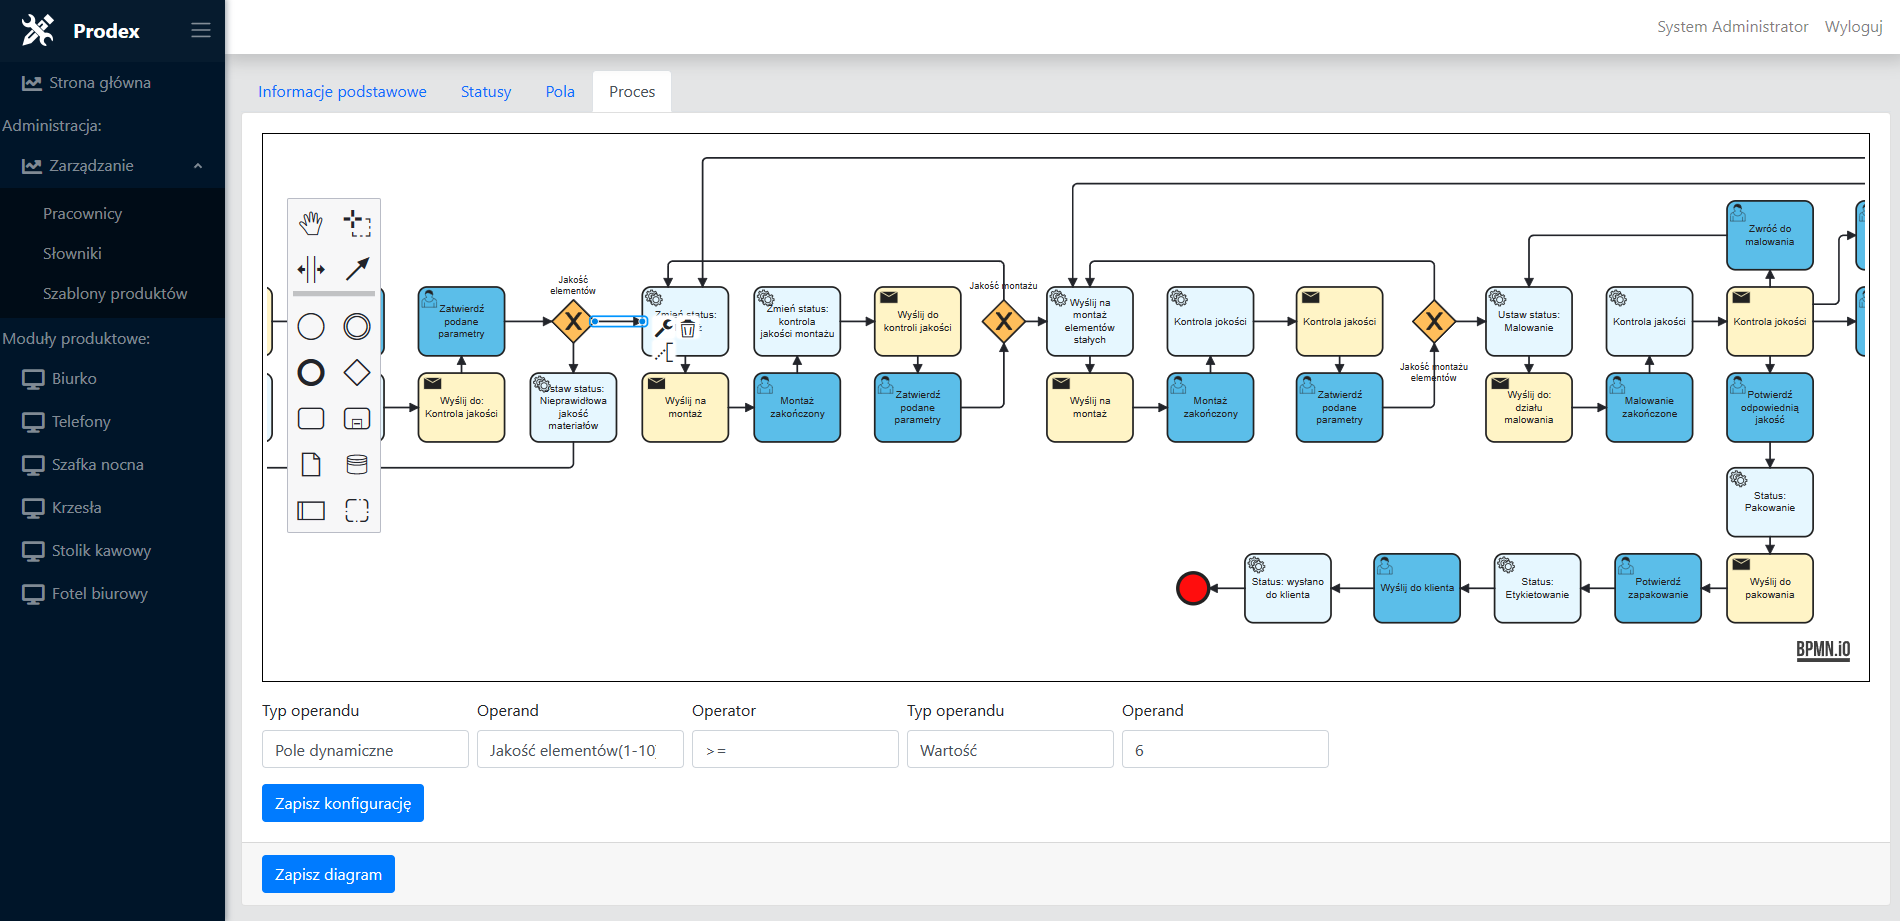 Prodex
System Administrator
Wyloguj
Strona główna
Administracja:
Zarządzanie
Pracownicy
Słowniki
Szablony produktów
Moduły produktowe:
Biurko
Telefony
Szafka nocna
Krzesła
Stolik kawowy
Fotel biurowy
Informacje podstawowe
Statusy
Pola
Proces
Zatwierdź
podane
parametry
Jakość
elementów
Zmień status:
Zmień status:
kontrola
jakości montażu
Wyślij do
kontroli jakości
Jakość montażu
Wyślij na
montaż
elementów
stałych
Kontrola jokości
Kontrola jakości
Ustaw status:
Malowanie
Kontrola jakości
Kontrola jokości
Zwróć do
malowania
Wyślij do:
Kontrola jakości
staw status:
Nieprawidłowa
jakość
materiałów
Wyślij na
montaż
Montaż
zakończony
Zatwierdź
podane
parametry
Wyślij na
montaż
Montaż
zakończony
Zatwierdź
podane
parametry
Jakość montażu
elementów
Wyślij do:
działu
malowania
Malowanie
zakończone
Potwierdź
odpowiednią
jakość
Status:
Pakowanie
Status: wysłano
do klienta
Wyślij do klienta
Status:
Etykietowanie
Potwierdź
zapakowanie
Wyślij do
pakowania
BPMN.iO
Typ operandu
Operand
Operator
Typ operandu
Operand
Pole dynamiczne
Jakość elementów(1-10)
>=
Wartość
6
Zapisz konfigurację
Zapisz diagram